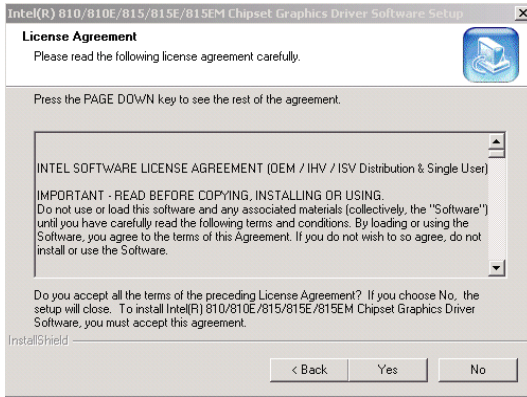 Intel(R) 810/810E/815/815E/815EM Chipset Graphics Driver Software Setup
License Agreement
Please read the following license agreement carefully.
Press the PAGE DOWN key to see the rest of the agreement.
INTEL SOFTWARE LICENSE AGREEMENT (OEM / IHV / ISV Distribution & Single User)
IMPORTANT - READ BEFORE COPYING, INSTALLING OR USING.
Do not use or load this software and any associated materials (collectively, the "Software")
until you have carefully read the following terms and conditions. By loading or using the
Software, you agree to the terms of this Agreement. If you do not wish to so agree, do not
install or use the Software.
Do you accept all the terms of the preceding License Agreement? If you choose No, the
setup will close. To install Intel(R) 810/810E/815/815E/815EM Chipset Graphics Driver
Software, you must accept this agreement.
InstallShield
< Back
Yes
No